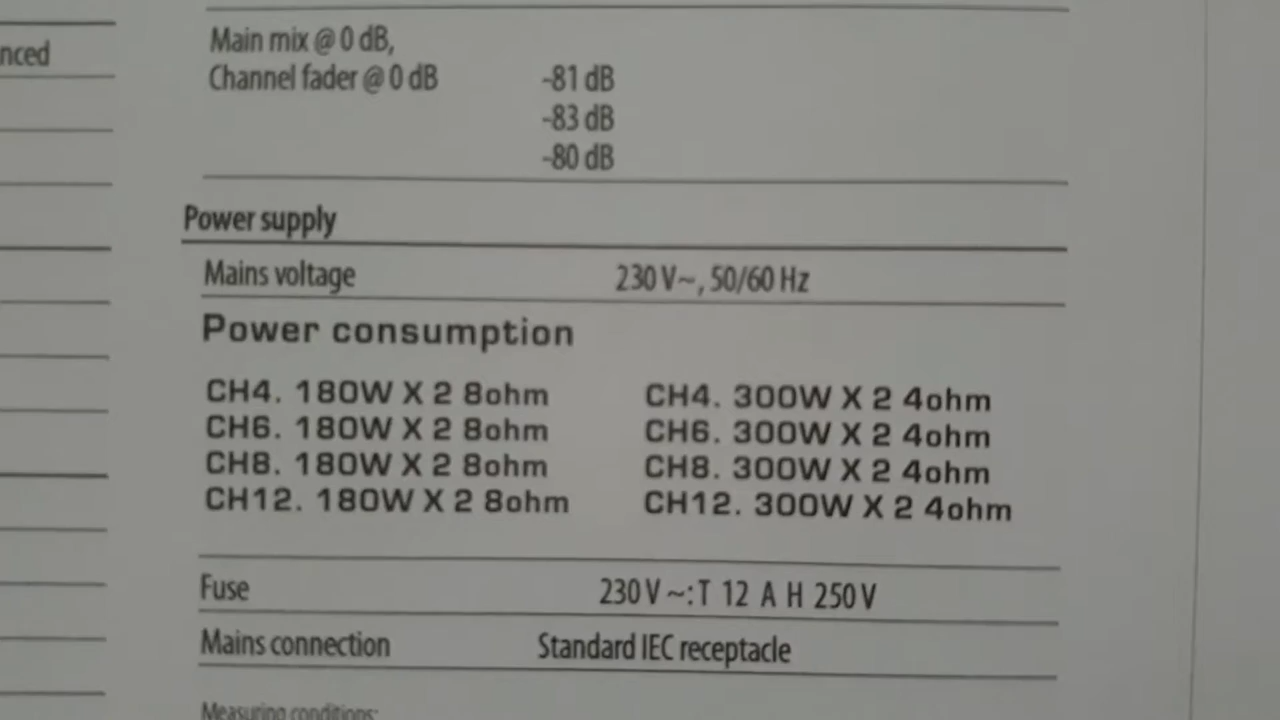 nced
Main mix @ 0 dB,
Channel fader @ 0 dB -81 dB
-83 dB
-80 dB
Power supply
Mains voltage 230 V~, 50/60 Hz
Power consumption
CH4. 180W X 2 8ohm CH4. 300W X 2 4ohm
CH6. 180W X 2 8ohm CH6. 300W X 2 4ohm
CH8. 180W X 2 8ohm CH8. 300W X 2 4ohm
CH12. 180W X 2 8ohm CH12. 300W X 2 4ohm
Fuse 230 V ~: T 12 A H 250 V
Mains connection Standard IEC receptacle
Measuring conditions: